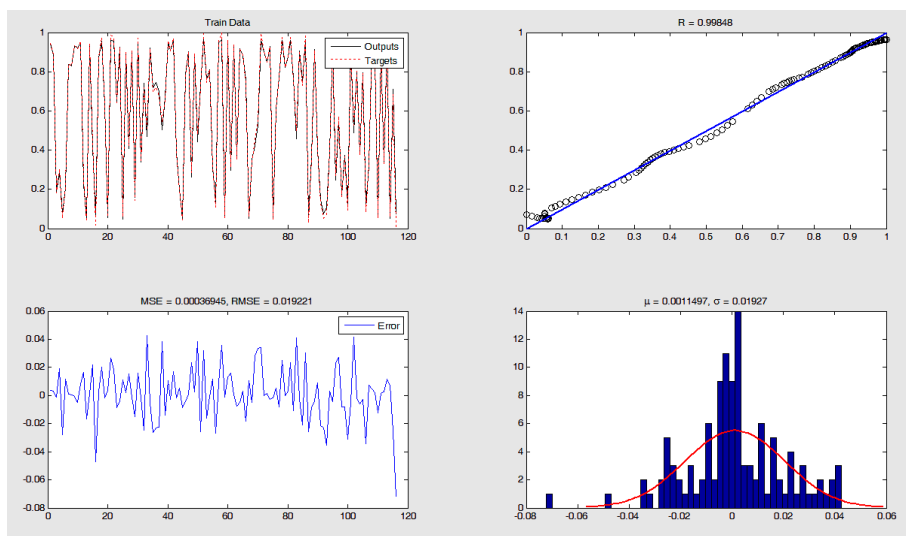 Train Data
1
0.8
0.6
0.4
0.2
0
0 20 40 60 80 100 120
Outputs
Targets
R = 0.99848
1
0.8
0.6
0.4
0.2
0
0 0.1 0.2 0.3 0.4 0.5 0.6 0.7 0.8 0.9 1
MSE = 0.00036945, RMSE = 0.019221
0.06
0.04
0.02
0
-0.02
-0.04
-0.06
-0.08
0 20 40 60 80 100 120
Error
μ = 0.0011497, σ = 0.01927
14
12
10
8
6
4
2
0
-0.08 -0.06 -0.04 -0.02 0 0.02 0.04 0.06